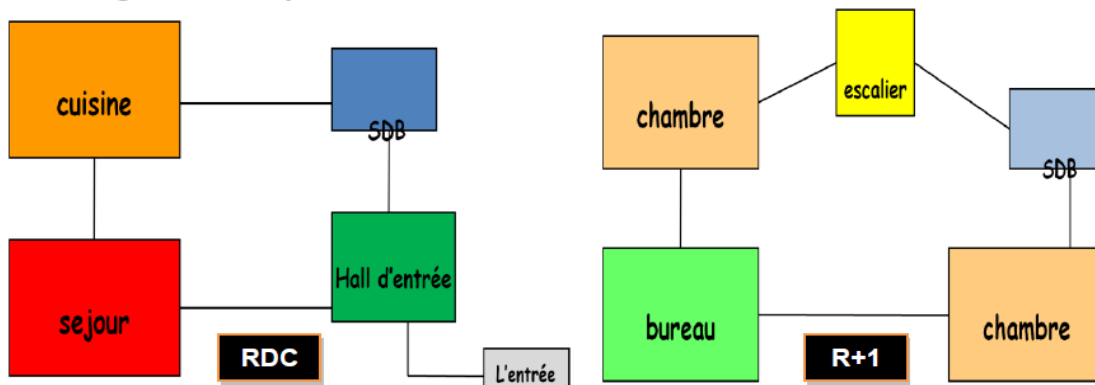 cuisine
SDB
sejour
Hall d'entrée
RDC
L'entrée
chambre
escalier
SDB
bureau
chambre
R+1